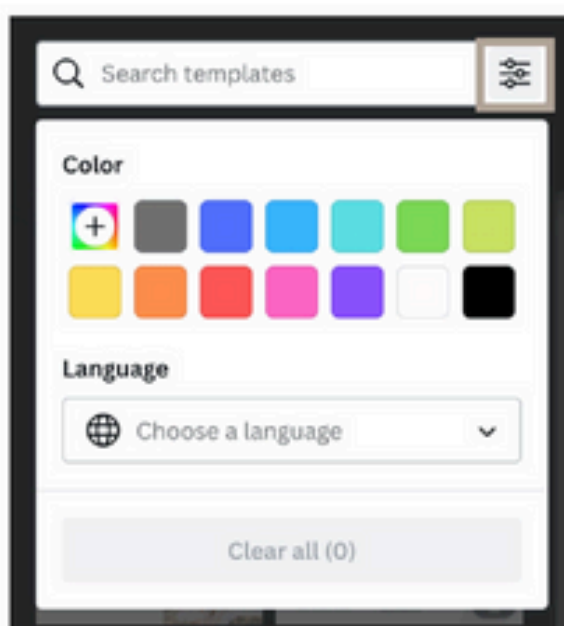 Search templates
Color
Language
Choose a language
Clear all (0)